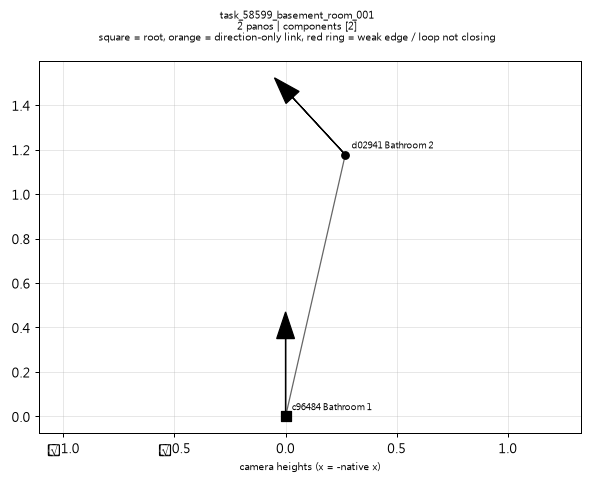 task_58599_basement_room_001
2 panos | components [2]
square = root, orange = direction-only link, red ring = weak edge / loop not closing
1.4
d02941 Bathroom 2
1.2
1.0
0.8
0.6
0.4
0.2
c96484 Bathroom 1
0.0
√1.0 √0.5 0.0 0.5 1.0
camera heights (x = -native x)